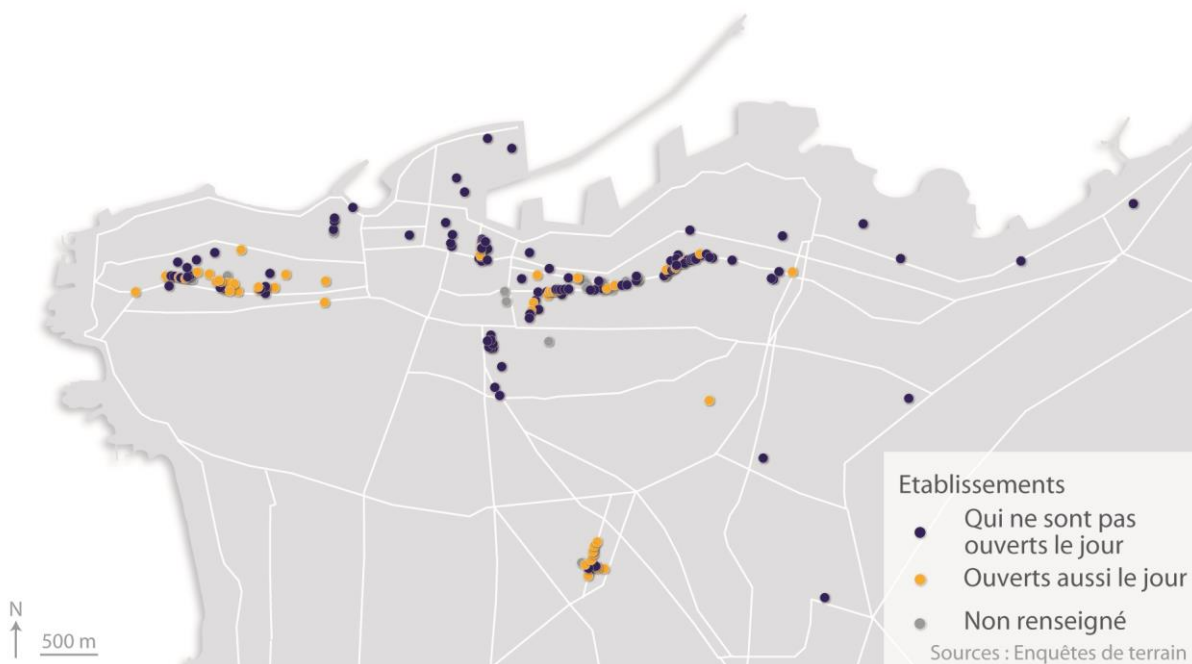 Etablissements
Qui ne sont pas
ouverts le jour
Ouverts aussi le jour
Non renseigné
Sources : Enquêtes de terrain
N
500 m